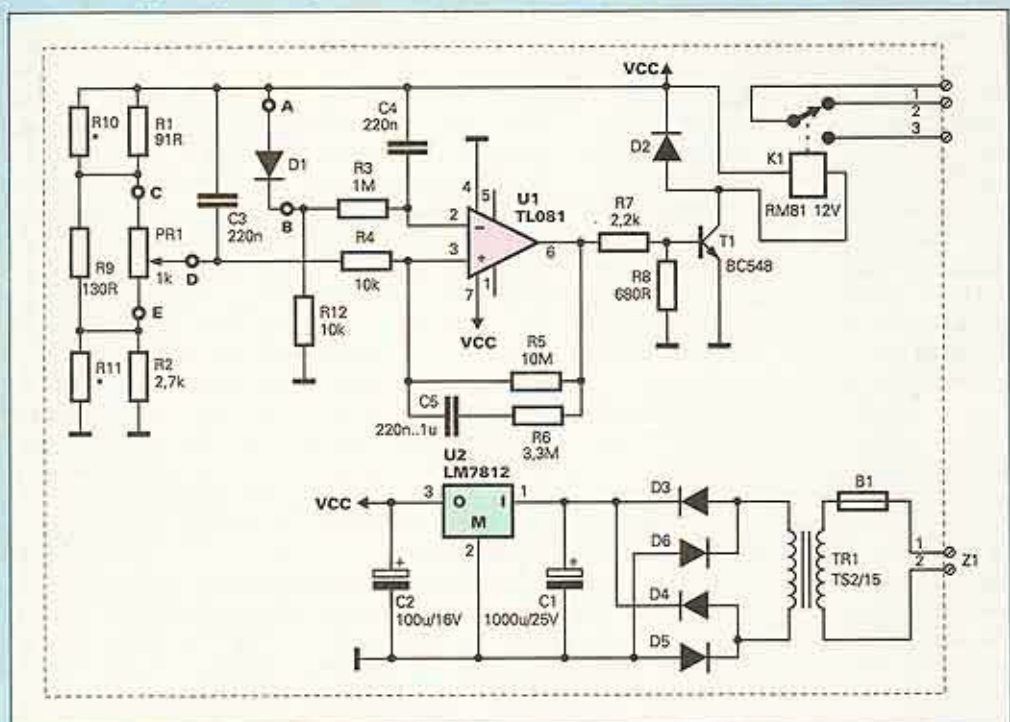 VCC
R10
*
R1
91R
A
C4
220n
1
2
3
D1
R3
1M
D2
K1
RM81 12V
C
C3
220n
B
4
5
U1
TL081
R7
2,2k
2
6
T1
BC548
PR1
1k
D
R4
10k
3
1
7
R9
130R
R8
680R
E
R12
10k
VCC
R11
*
R2
2,7k
R5
10M
C5
220n..1u
R6
3,3M
U2
LM7812
VCC
3
O
I
1
M
2
D3
B1
D6
1
2
Z1
TR1
TS2/15
D4
C2
100u/16V
C1
1000u/25V
D5
+
+